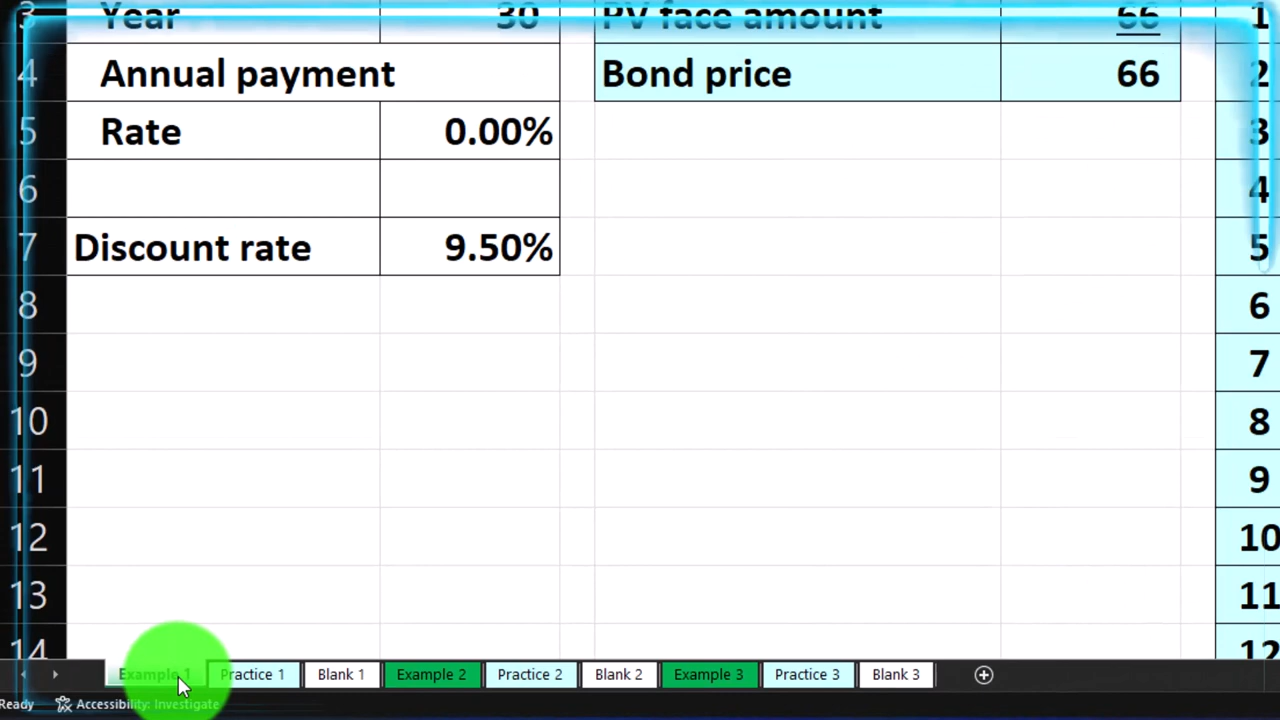 3 Year 30 PV face amount 66 1
4 Annual payment Bond price 66 2
5 Rate 0.00% 3
6 4
7 Discount rate 9.50% 5
8 6
9 7
10 8
11 9
12 10
13 11
14 12
Example 1 Practice 1 Blank 1 Example 2 Practice 2 Blank 2 Example 3 Practice 3 Blank 3
Ready Accessibility: Investigate